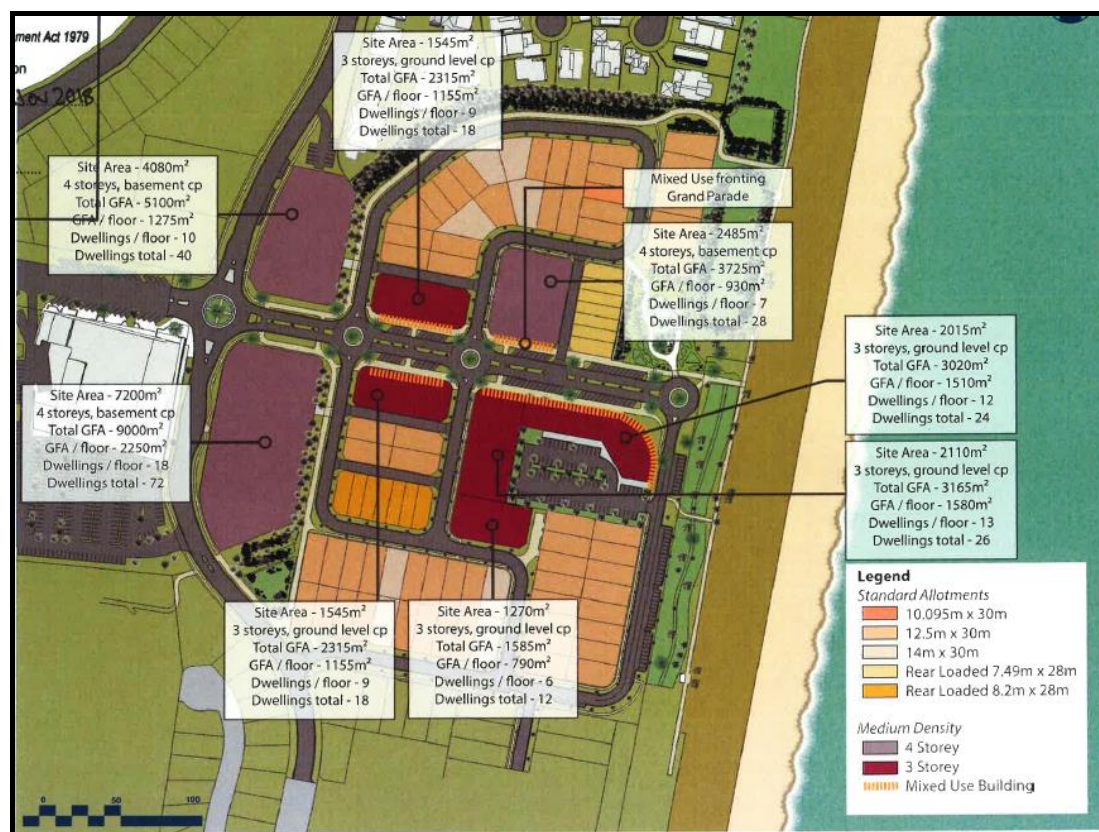 ment Act 1979
on
Nov 2018
Site Area - 1545m²
3 storeys, ground level cp
Total GFA - 2315m²
GFA / floor - 1155m²
Dwellings / floor - 9
Dwellings total - 18
Site Area - 4080m²
4 storeys, basement cp
Total GFA - 5100m²
GFA / floor - 1275m²
Dwellings / floor - 10
Dwellings total - 40
Mixed Use fronting
Grand Parade
Site Area - 2485m²
4 storeys, basement cp
Total GFA - 3725m²
GFA / floor - 930m²
Dwellings / floor - 7
Dwellings total - 28
Site Area - 2015m²
3 storeys, ground level cp
Total GFA - 3020m²
GFA / floor - 1510m²
Dwellings / floor - 12
Dwellings total - 24
Site Area - 7200m²
4 storeys, basement cp
Total GFA - 9000m²
GFA / floor - 2250m²
Dwellings / floor - 18
Dwellings total - 72
Site Area - 2110m²
3 storeys, ground level cp
Total GFA - 3165m²
GFA / floor - 1580m²
Dwellings / floor - 13
Dwellings total - 26
Site Area - 1545m²
3 storeys, ground level cp
Total GFA - 2315m²
GFA / floor - 1155m²
Dwellings / floor - 9
Dwellings total - 18
Site Area - 1270m²
3 storeys, ground level cp
Total GFA - 1585m²
GFA / floor - 790m²
Dwellings / floor - 6
Dwellings total - 12
Legend
Standard Allotments
10.095m x 30m
12.5m x 30m
14m x 30m
Rear Loaded 7.49m x 28m
Rear Loaded 8.2m x 28m
Medium Density
4 Storey
3 Storey
Mixed Use Building
0 50 100